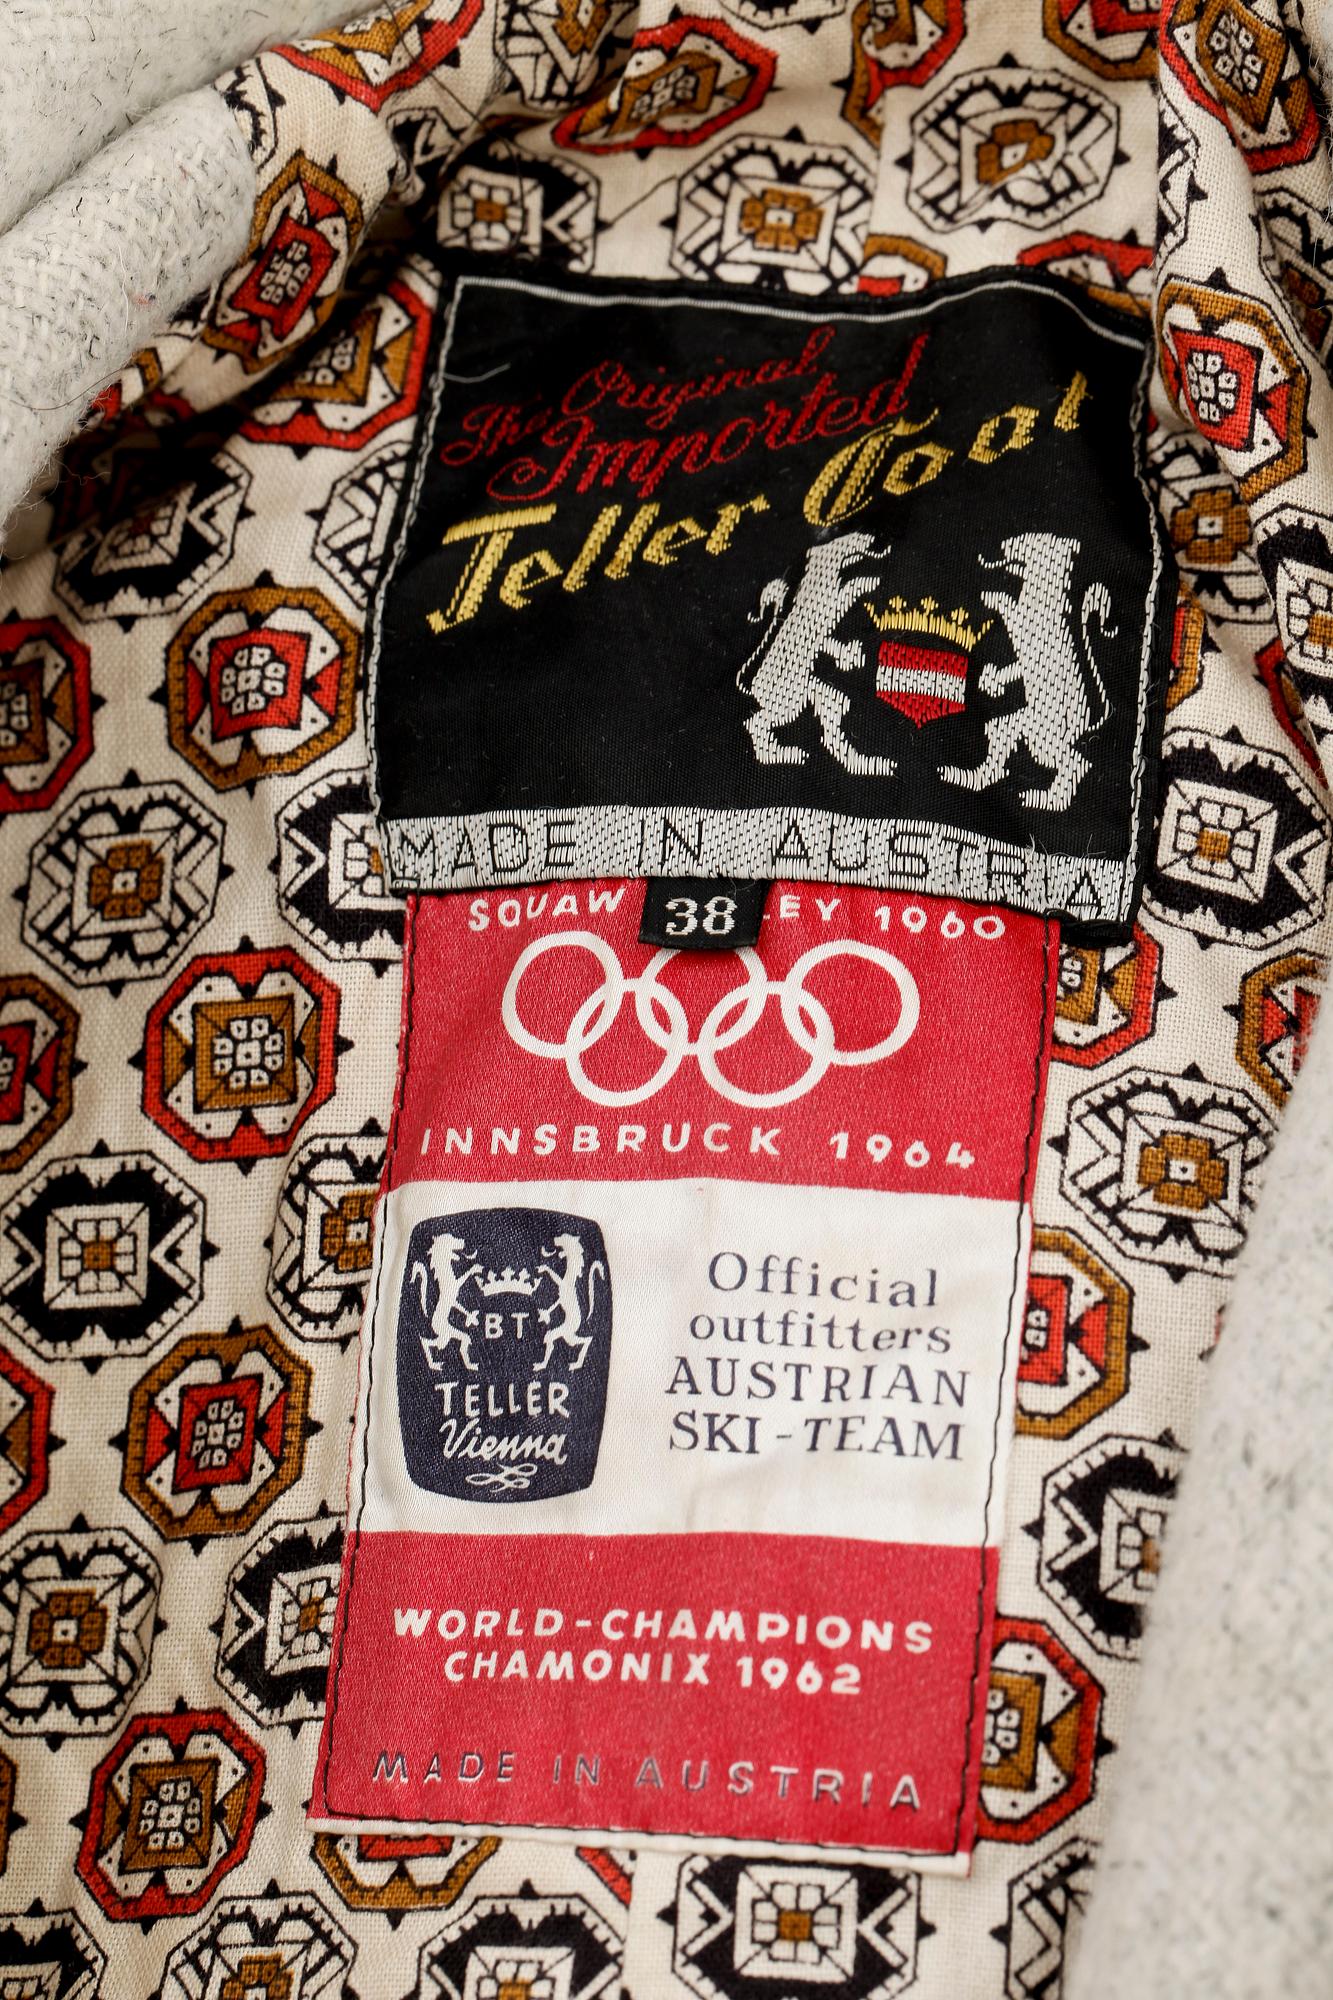 The Original
Imported
Teller Coat
MADE IN AUSTRIA
38
SQUAW LEY 1960
INNSBRUCK 1964
BT
TELLER
Vienna
Official
outfitters
AUSTRIAN
SKI-TEAM
WORLD-CHAMPIONS
CHAMONIX 1962
MADE IN AUSTRIA